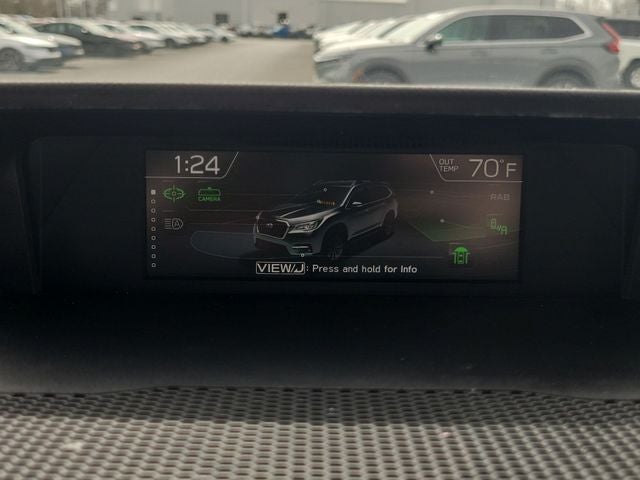 1:24
OUT TEMP 70°F
CAMERA
RAB
A
A
VIEW/: Press and hold for Info